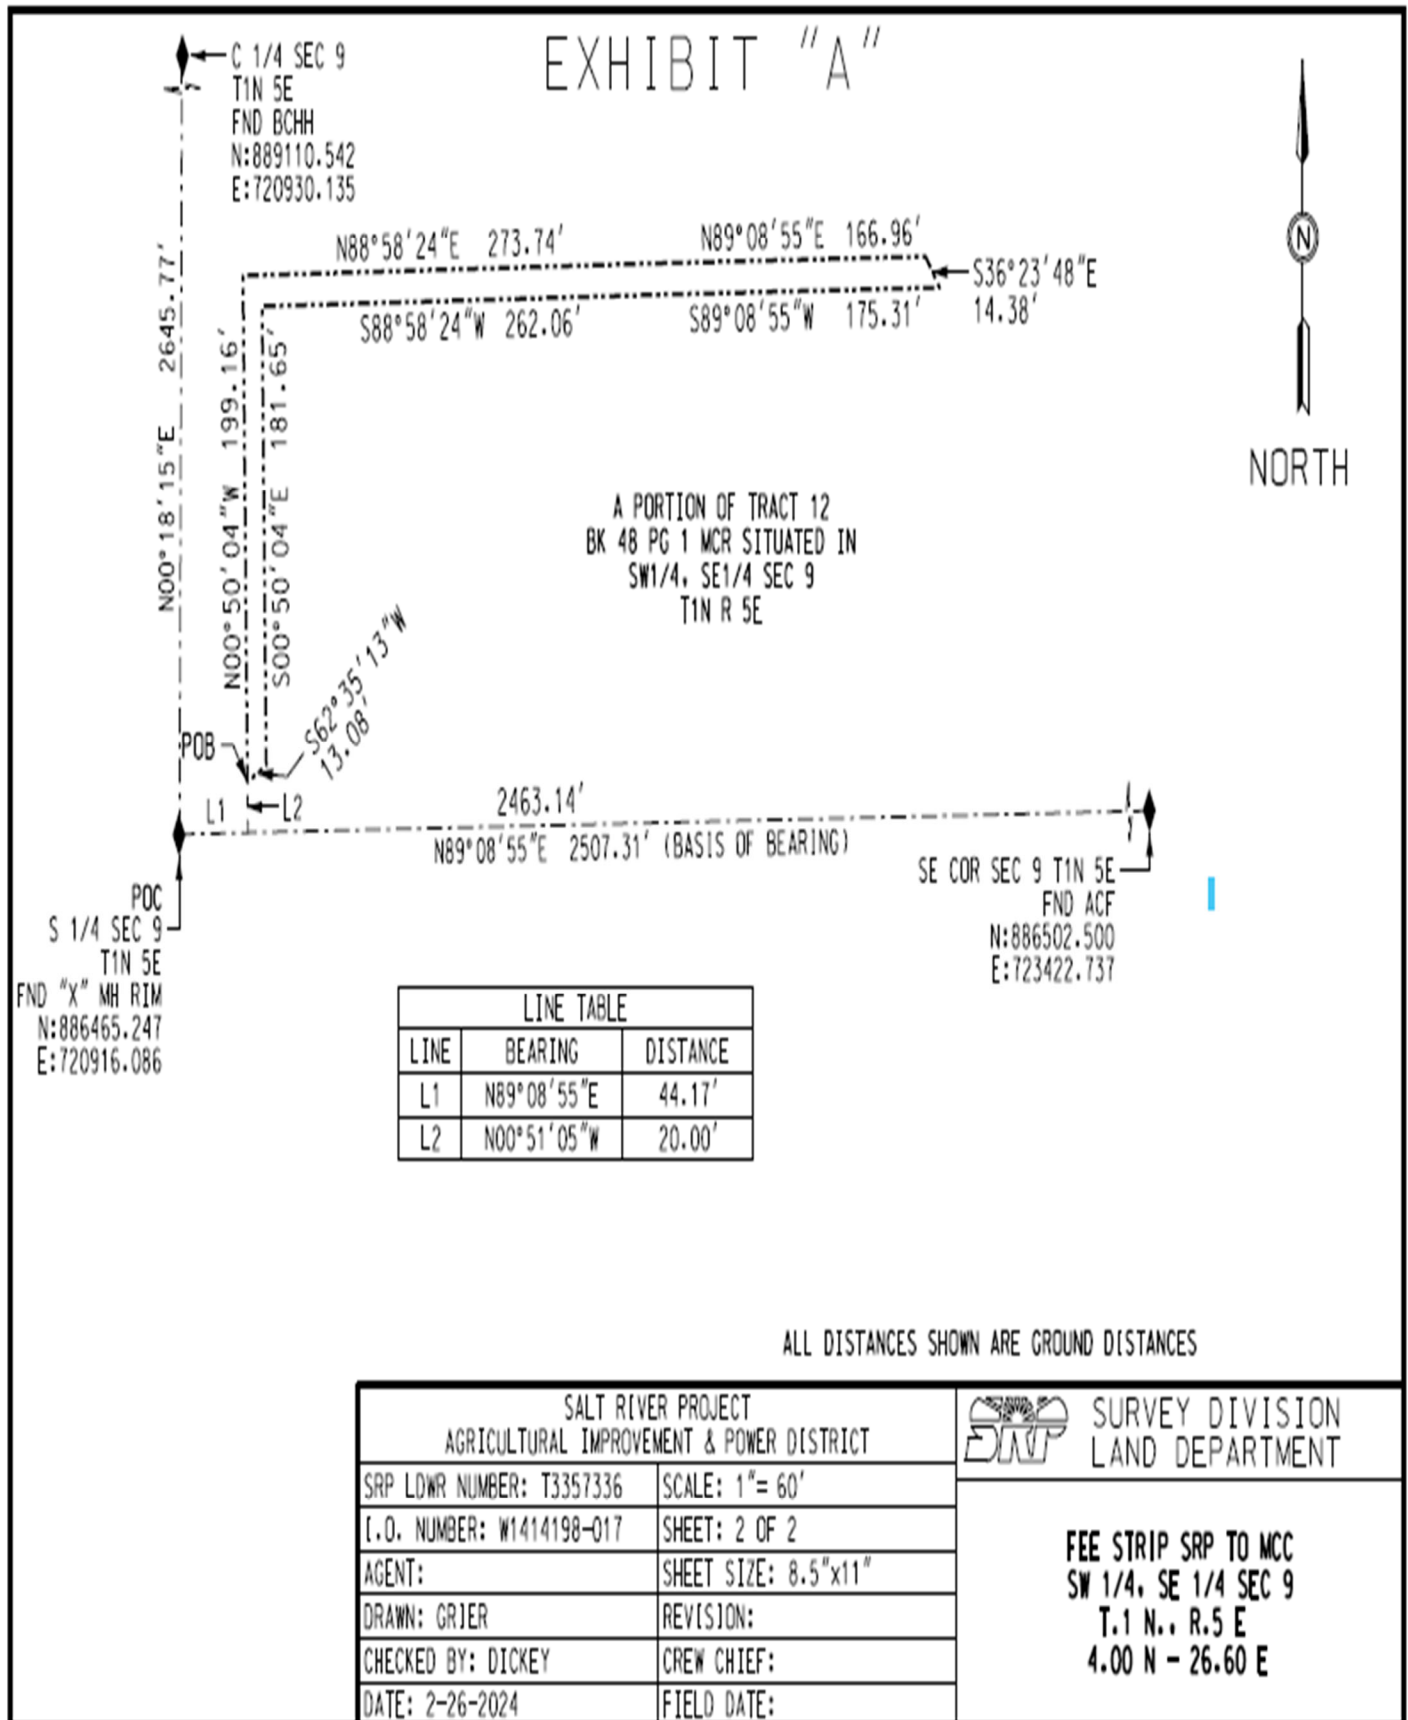 EXHIBIT "A"
C 1/4 SEC 9
T1N 5E
FND BCHH
N:889110.542
E:720930.135
N
NORTH
N88°58'24"E 273.74'
N89°08'55"E 166.96'
S36°23'48"E
14.38'
S88°58'24"W 262.06'
S89°08'55"W 175.31'
N00°18'15"E 2645.77'
N00°50'04"W 199.16'
S00°50'04"E 181.65'
A PORTION OF TRACT 12
BK 48 PG 1 MCR SITUATED IN
SW1/4, SE1/4 SEC 9
T1N R 5E
S62°35'13"W
13.08'
POB
L1
L2
2463.14'
N89°08'55"E 2507.31' (BASIS OF BEARING)
POC
S 1/4 SEC 9
T1N 5E
FND "X" MH RIM
N:886465.247
E:720916.086
SE COR SEC 9 T1N 5E
FND ACF
N:886502.500
E:723422.737
LINE TABLE
LINE BEARING DISTANCE
L1 N89°08'55"E 44.17'
L2 N00°51'05"W 20.00'
ALL DISTANCES SHOWN ARE GROUND DISTANCES
SALT RIVER PROJECT
AGRICULTURAL IMPROVEMENT & POWER DISTRICT
SRP LDWR NUMBER: T3357336
SCALE: 1"= 60'
I.O. NUMBER: W1414198-017
SHEET: 2 OF 2
AGENT:
SHEET SIZE: 8.5"x11"
DRAWN: GRIER
REVISION:
CHECKED BY: DICKEY
CREW CHIEF:
DATE: 2-26-2024
FIELD DATE:
SRP
SURVEY DIVISION
LAND DEPARTMENT
FEE STRIP SRP TO MCC
SW 1/4, SE 1/4 SEC 9
T.1 N., R.5 E
4.00 N - 26.60 E